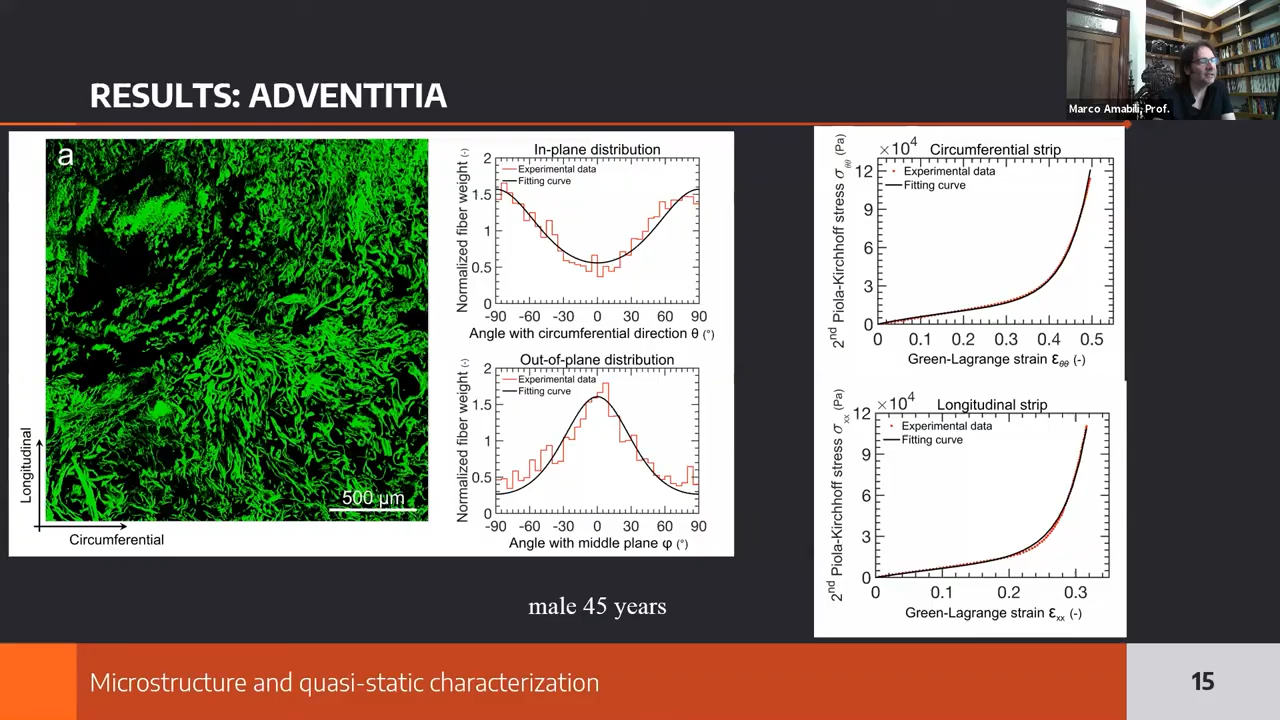 RESULTS: ADVENTITIA
Marco Amabili, Prof.
a
500 µm
Longitudinal
Circumferential
In-plane distribution
Experimental data
Fitting curve
Normalized fiber weight (-)
2
1.5
1
0.5
0
-90 -60 -30 0 30 60 90
Angle with circumferential direction θ (°)
Out-of-plane distribution
Experimental data
Fitting curve
Normalized fiber weight (-)
2
1.5
1
0.5
0
-90 -60 -30 0 30 60 90
Angle with middle plane φ (°)
×10⁴
Circumferential strip
Experimental data
Fitting curve
2nd Piola-Kirchhoff stress σθθ (Pa)
12
9
6
3
0
0 0.1 0.2 0.3 0.4 0.5
Green-Lagrange strain εθθ (-)
×10⁴
Longitudinal strip
Experimental data
Fitting curve
2nd Piola-Kirchhoff stress σxx (Pa)
12
9
6
3
0
0 0.1 0.2 0.3
Green-Lagrange strain εxx (-)
male 45 years
Microstructure and quasi-static characterization
15